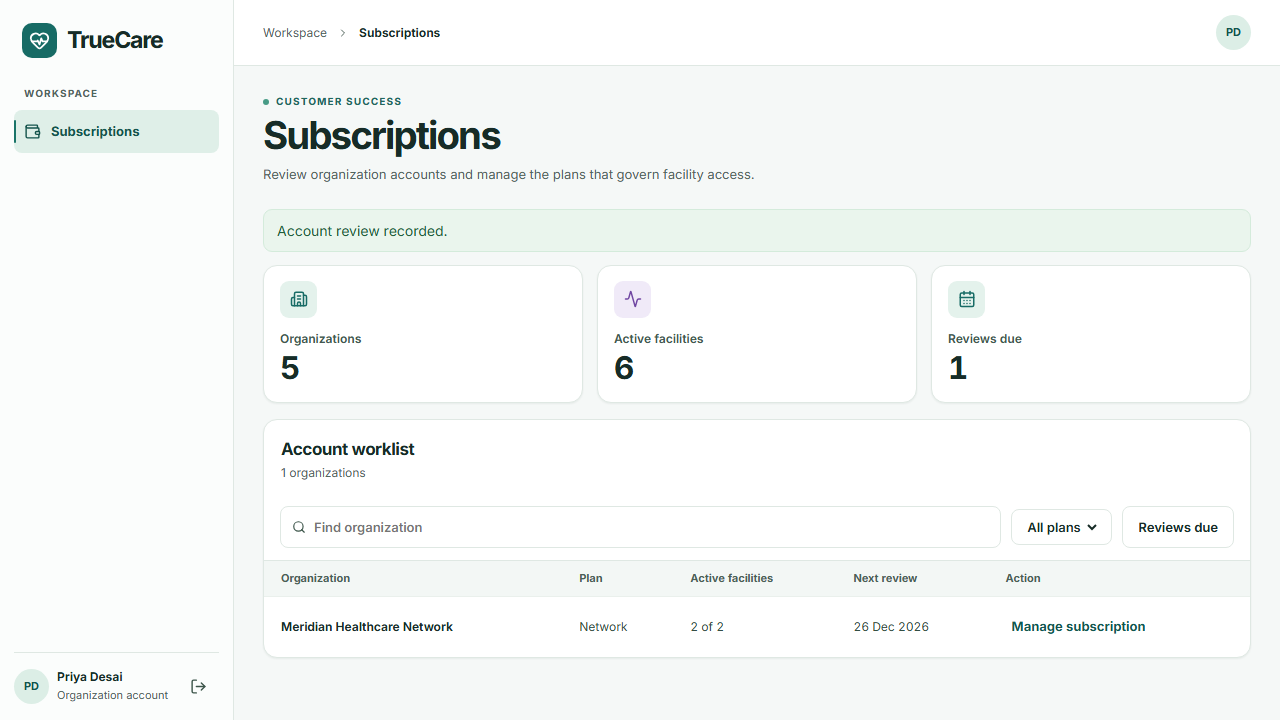 TrueCare
WORKSPACE
Subscriptions
PD
Priya Desai
Organization account
Workspace > Subscriptions
PD
CUSTOMER SUCCESS
Subscriptions
Review organization accounts and manage the plans that govern facility access.
Account review recorded.
Organizations
5
Active facilities
6
Reviews due
1
Account worklist
1 organizations
Find organization
All plans
Reviews due
Organization Plan Active facilities Next review Action
Meridian Healthcare Network Network 2 of 2 26 Dec 2026 Manage subscription